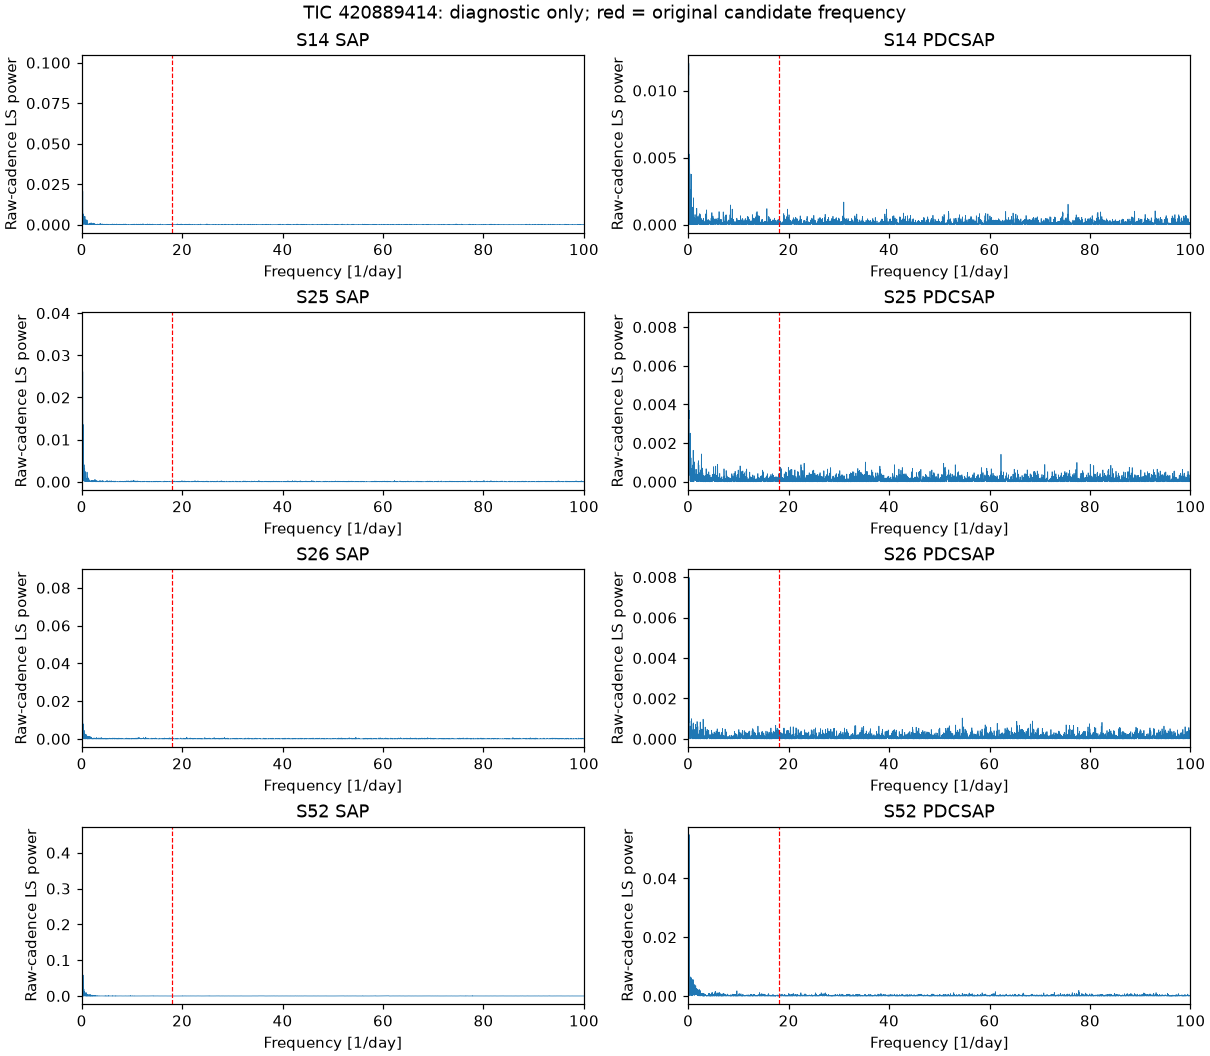 TIC 420889414: diagnostic only; red = original candidate frequency
S14 SAP
Raw-cadence LS power
0.100
0.075
0.050
0.025
0.000
0 20 40 60 80 100
Frequency [1/day]
S14 PDCSAP
Raw-cadence LS power
0.010
0.005
0.000
0 20 40 60 80 100
Frequency [1/day]
S25 SAP
Raw-cadence LS power
0.04
0.03
0.02
0.01
0.00
0 20 40 60 80 100
Frequency [1/day]
S25 PDCSAP
Raw-cadence LS power
0.008
0.006
0.004
0.002
0.000
0 20 40 60 80 100
Frequency [1/day]
S26 SAP
Raw-cadence LS power
0.08
0.06
0.04
0.02
0.00
0 20 40 60 80 100
Frequency [1/day]
S26 PDCSAP
Raw-cadence LS power
0.008
0.006
0.004
0.002
0.000
0 20 40 60 80 100
Frequency [1/day]
S52 SAP
Raw-cadence LS power
0.4
0.3
0.2
0.1
0.0
0 20 40 60 80 100
Frequency [1/day]
S52 PDCSAP
Raw-cadence LS power
0.04
0.02
0.00
0 20 40 60 80 100
Frequency [1/day]